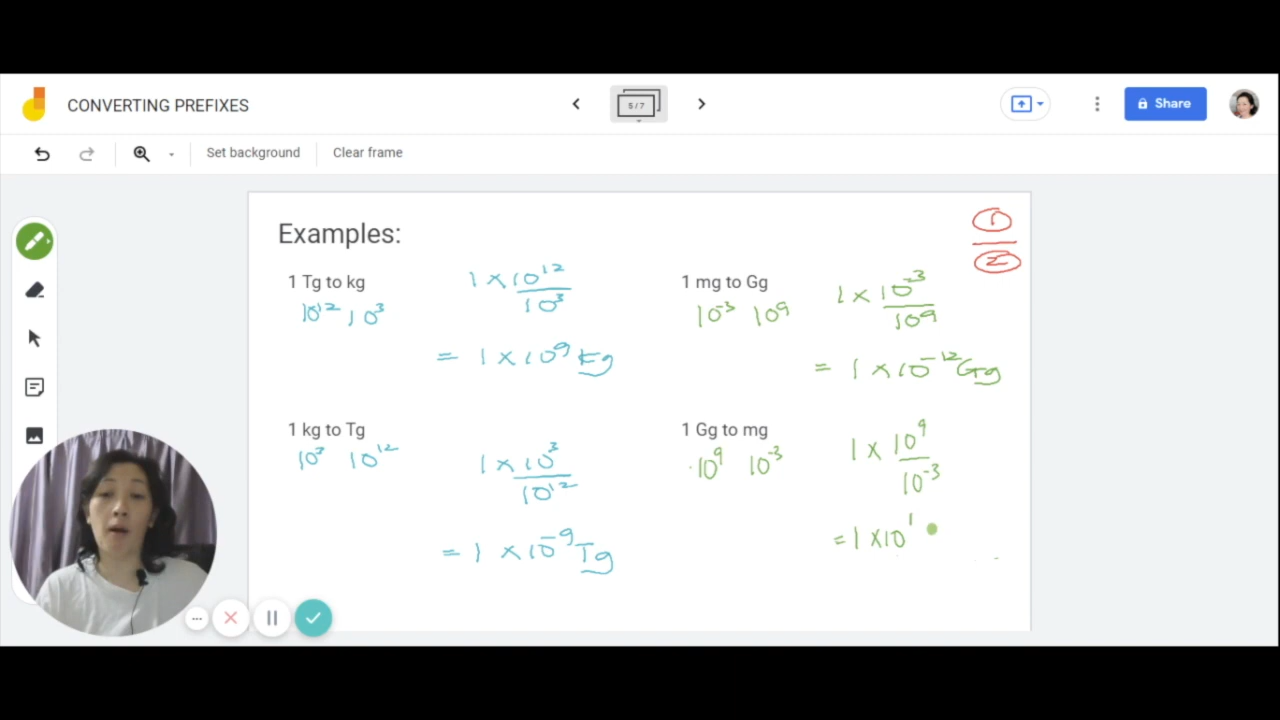 CONVERTING PREFIXES
5 / 7
Share
Set background
Clear frame
Examples:
1 Tg to kg
10¹² 10³
1 × 10¹²
10³
= 1 × 10⁹ kg
1 mg to Gg
10⁻³ 10⁹
1 × 10⁻³
10⁹
= 1 × 10⁻¹² Gg
1
2
1 kg to Tg
10³ 10¹²
1 × 10³
10¹²
= 1 × 10⁻⁹ Tg
1 Gg to mg
10⁹ 10⁻³
1 × 10⁹
10⁻³
= 1 × 10¹